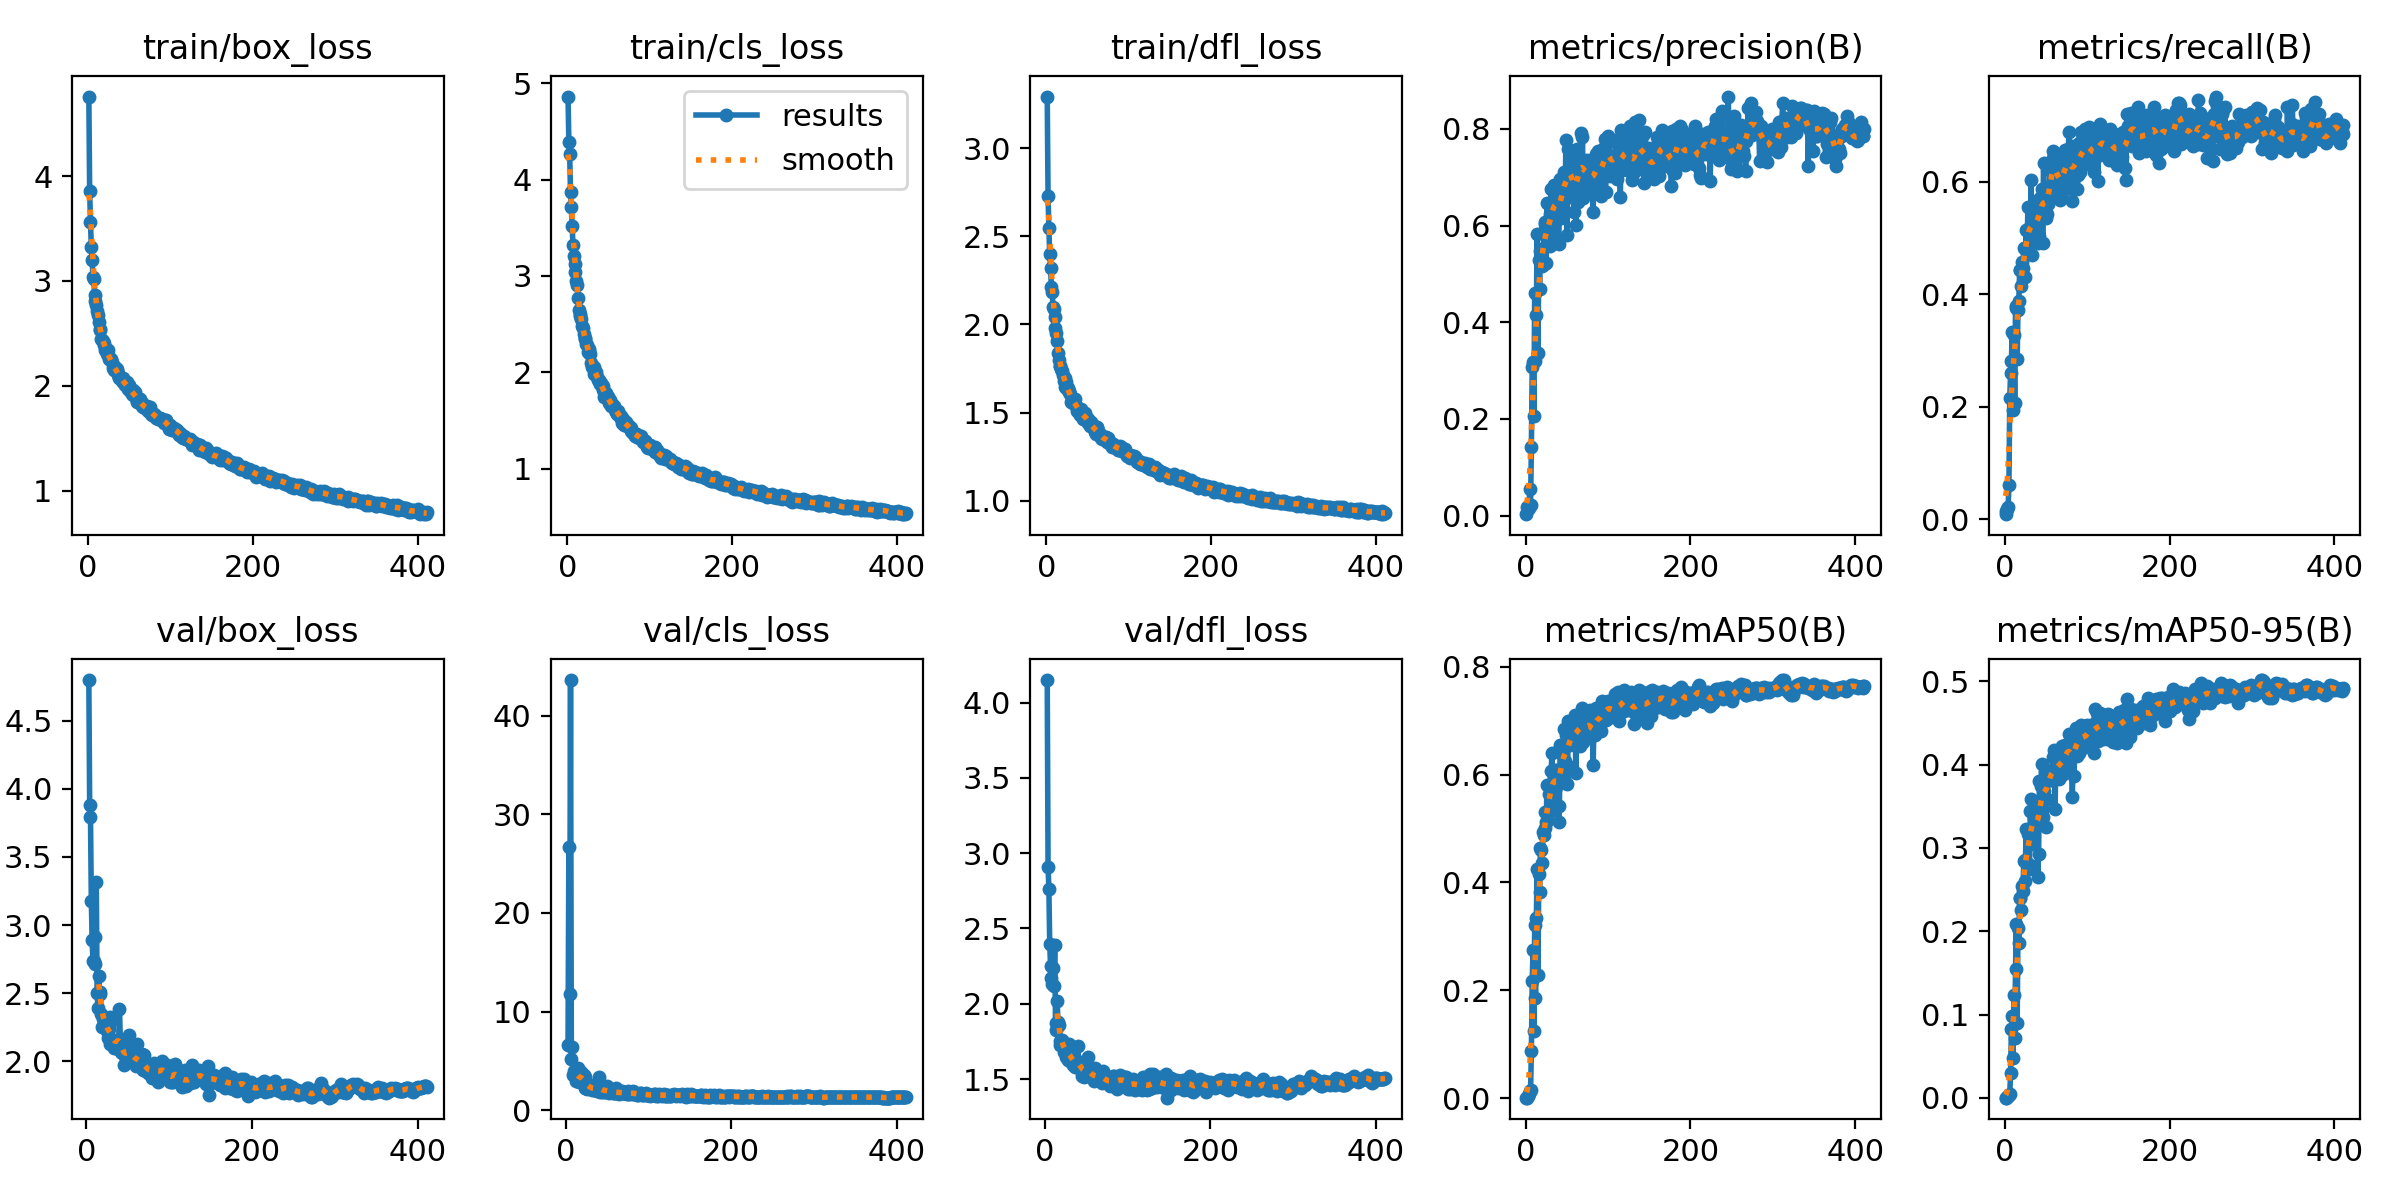 train/box_loss
4
3
2
1
0 200 400
train/cls_loss
results
smooth
5
4
3
2
1
0 200 400
train/dfl_loss
3.0
2.5
2.0
1.5
1.0
0 200 400
metrics/precision(B)
0.8
0.6
0.4
0.2
0.0
0 200 400
metrics/recall(B)
0.6
0.4
0.2
0.0
0 200 400
val/box_loss
4.5
4.0
3.5
3.0
2.5
2.0
0 200 400
val/cls_loss
40
30
20
10
0
0 200 400
val/dfl_loss
4.0
3.5
3.0
2.5
2.0
1.5
0 200 400
metrics/mAP50(B)
0.8
0.6
0.4
0.2
0.0
0 200 400
metrics/mAP50-95(B)
0.5
0.4
0.3
0.2
0.1
0.0
0 200 400